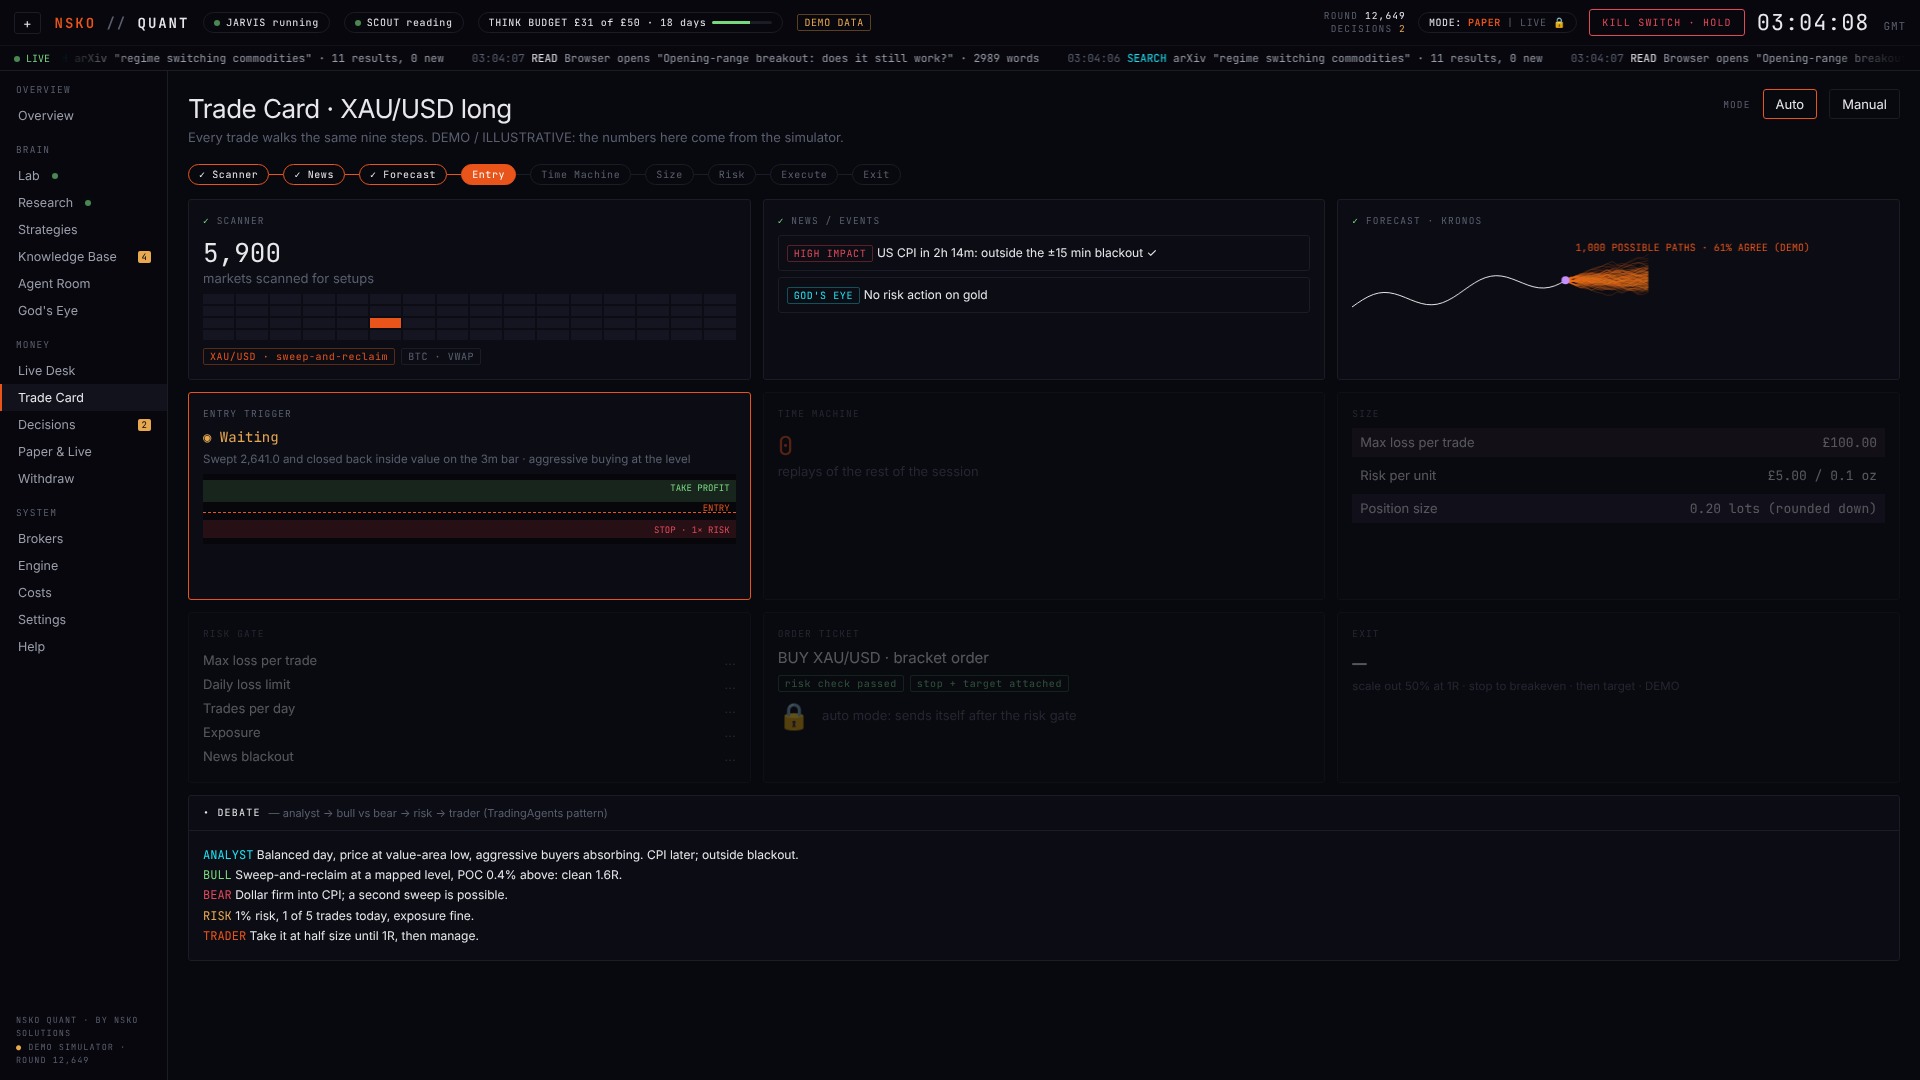 + NSKO // QUANT JARVIS running SCOUT reading THINK BUDGET £31 of £50 · 18 days DEMO DATA
ROUND 12,649
DECISIONS 2
MODE: PAPER | LIVE 🔒 KILL SWITCH · HOLD 03:04:08 GMT
LIVE arXiv "regime switching commodities" · 11 results, 0 new 03:04:07 READ Browser opens "Opening-range breakout: does it still work?" · 2989 words 03:04:06 SEARCH arXiv "regime switching commodities" · 11 results, 0 new 03:04:07 READ Browser opens "Opening-range breakou
OVERVIEW
Overview
BRAIN
Lab
Research
Strategies
Knowledge Base 4
Agent Room
God's Eye
MONEY
Live Desk
Trade Card
Decisions 2
Paper & Live
Withdraw
SYSTEM
Brokers
Engine
Costs
Settings
Help
NSKO QUANT · BY NSKO
SOLUTIONS
DEMO SIMULATOR ·
ROUND 12,649
Trade Card · XAU/USD long
Every trade walks the same nine steps. DEMO / ILLUSTRATIVE: the numbers here come from the simulator.
MODE Auto Manual
✓ Scanner ✓ News ✓ Forecast Entry Time Machine Size Risk Execute Exit
✓ SCANNER
5,900
markets scanned for setups
XAU/USD · sweep-and-reclaim BTC · VWAP
✓ NEWS / EVENTS
HIGH IMPACT US CPI in 2h 14m: outside the ±15 min blackout ✓
GOD'S EYE No risk action on gold
✓ FORECAST · KRONOS
1,000 POSSIBLE PATHS · 61% AGREE (DEMO)
ENTRY TRIGGER
◉ Waiting
Swept 2,641.0 and closed back inside value on the 3m bar · aggressive buying at the level
TAKE PROFIT
ENTRY
STOP · 1× RISK
TIME MACHINE
0
replays of the rest of the session
SIZE
Max loss per trade £100.00
Risk per unit £5.00 / 0.1 oz
Position size 0.20 lots (rounded down)
RISK GATE
Max loss per trade …
Daily loss limit …
Trades per day …
Exposure …
News blackout …
ORDER TICKET
BUY XAU/USD · bracket order
risk check passed stop + target attached
🔒 auto mode: sends itself after the risk gate
EXIT
—
scale out 50% at 1R · stop to breakeven · then target · DEMO
• DEBATE — analyst → bull vs bear → risk → trader (TradingAgents pattern)
ANALYST Balanced day, price at value-area low, aggressive buyers absorbing. CPI later; outside blackout.
BULL Sweep-and-reclaim at a mapped level, POC 0.4% above: clean 1.6R.
BEAR Dollar firm into CPI; a second sweep is possible.
RISK 1% risk, 1 of 5 trades today, exposure fine.
TRADER Take it at half size until 1R, then manage.